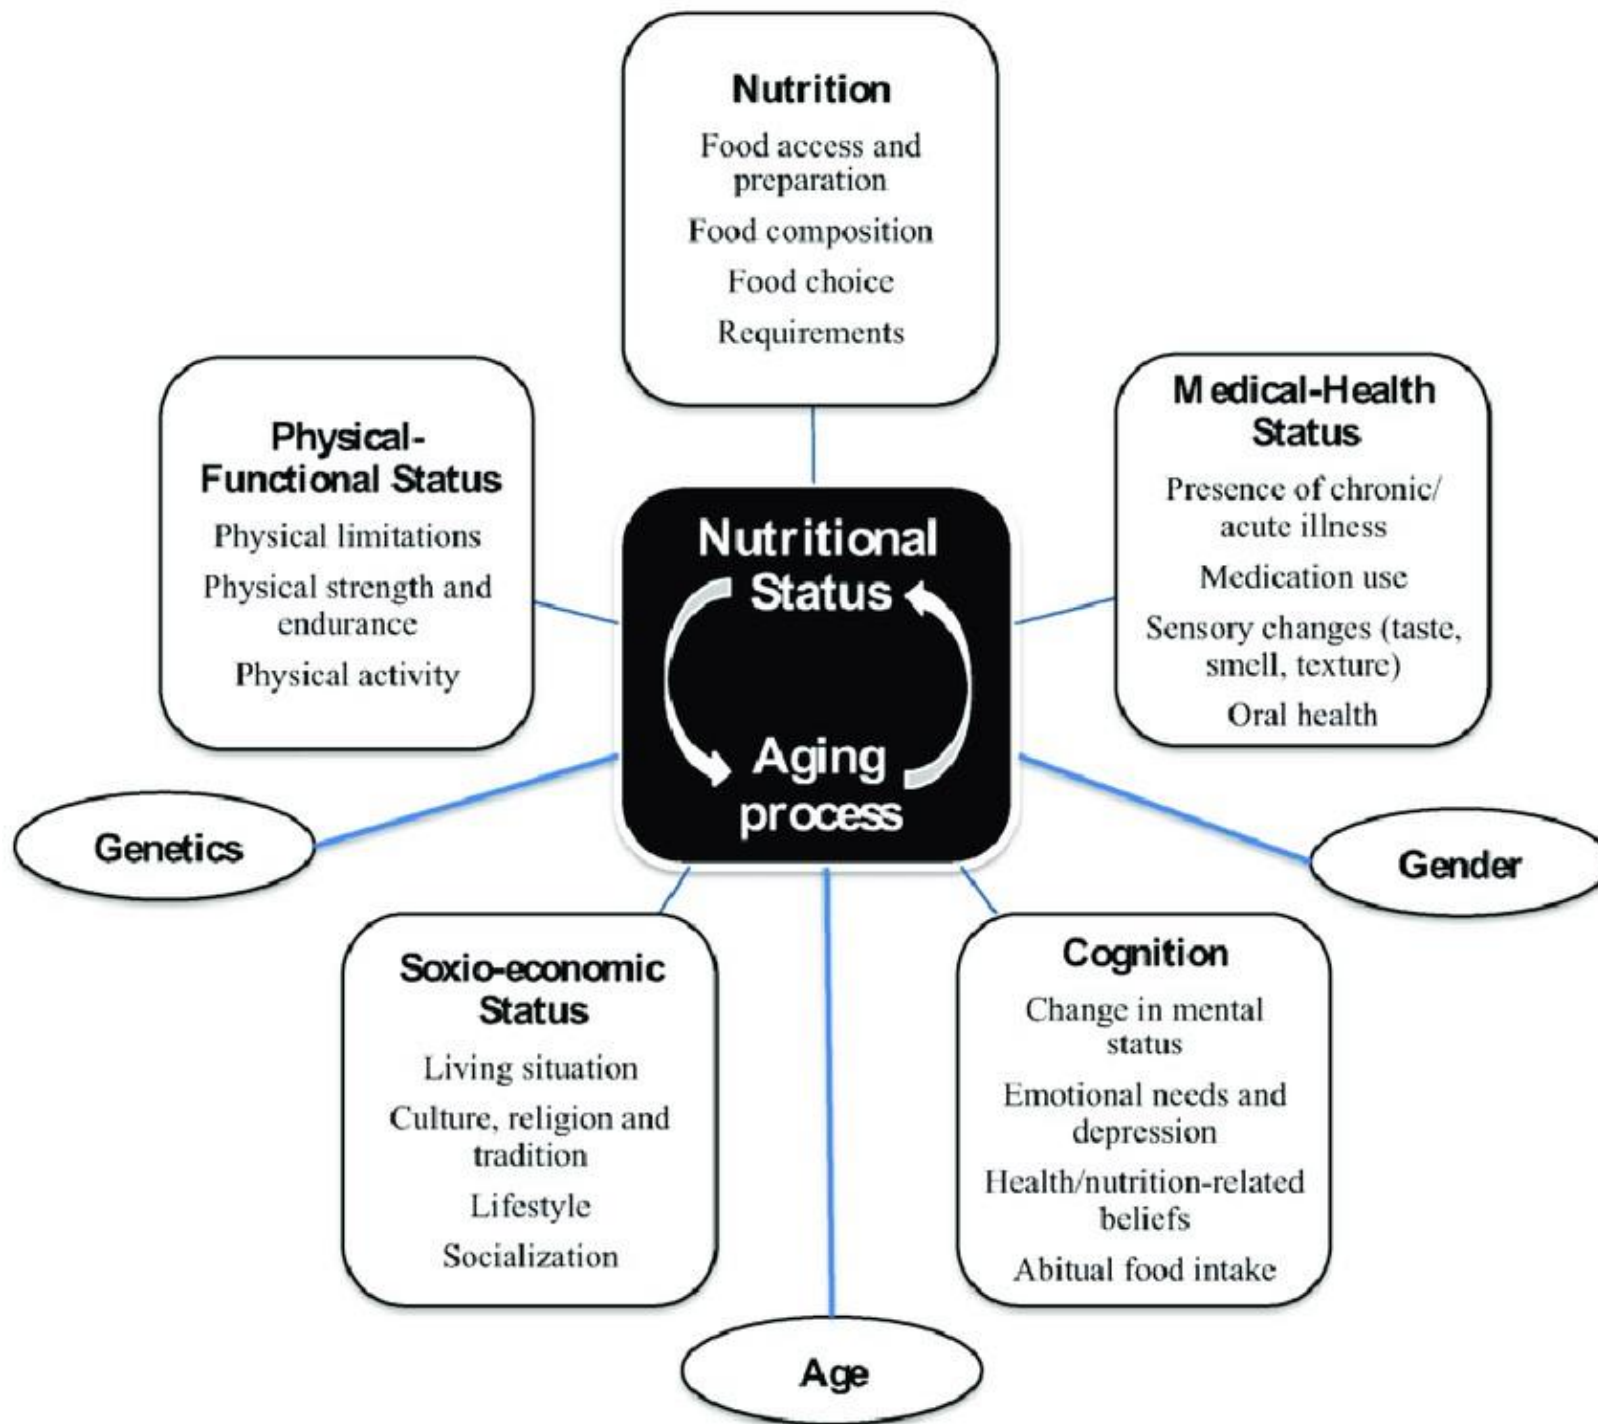 Nutrition
Food access and
preparation
Food composition
Food choice
Requirements
Physical-
Functional Status
Physical limitations
Physical strength and
endurance
Physical activity
Medical-Health
Status
Presence of chronic/
acute illness
Medication use
Sensory changes (taste,
smell, texture)
Oral health
Nutritional
Status
Aging
process
Genetics
Gender
Soxio-economic
Status
Living situation
Culture, religion and
tradition
Lifestyle
Socialization
Cognition
Change in mental
status
Emotional needs and
depression
Health/nutrition-related
beliefs
Abitual food intake
Age